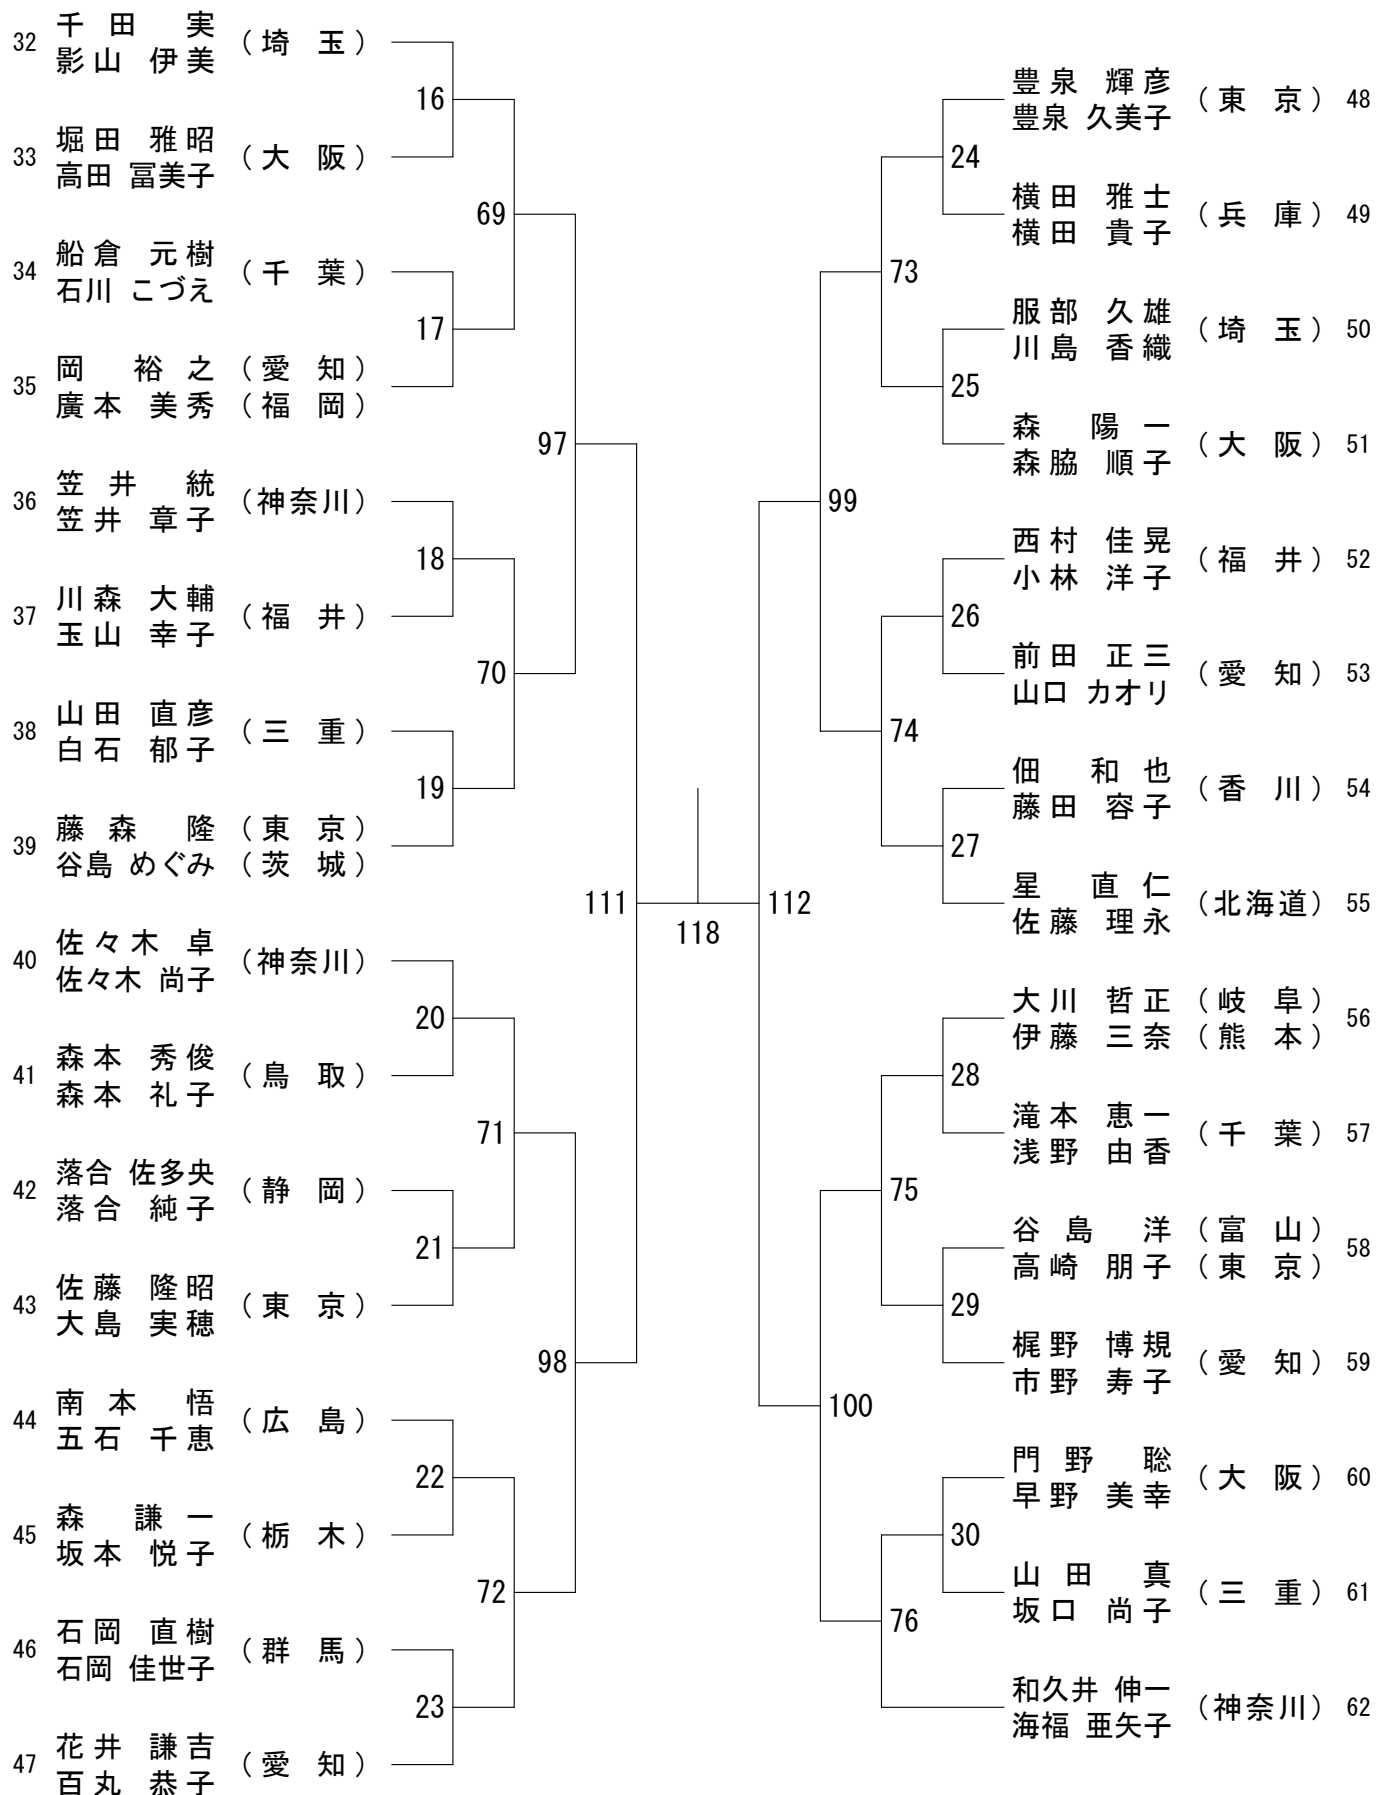 32 千田 実 (埼 玉)
影山 伊美
16
33 堀田 雅昭 (大 阪)
高田 冨美子
69
34 船倉 元樹 (千 葉)
石川 こづえ
17
35 岡 裕之 (愛 知)
廣本 美秀 (福 岡)
97
36 笠井 統 (神奈川)
笠井 章子
18
37 川森 大輔 (福 井)
玉山 幸子
70
38 山田 直彦 (三 重)
白石 郁子
19
39 藤森 隆 (東 京)
谷島 めぐみ (茨 城)
111
40 佐々木 卓 (神奈川)
佐々木 尚子
20
41 森本 秀俊 (鳥 取)
森本 礼子
71
42 落合 佐多央 (静 岡)
落合 純子
21
43 佐藤 隆昭 (東 京)
大島 実穂
98
44 南本 悟 (広 島)
五石 千恵
22
45 森 謙一 (栃 木)
坂本 悦子
72
46 石岡 直樹 (群 馬)
石岡 佳世子
23
47 花井 謙吉 (愛 知)
百丸 恭子
118
豊泉 輝彦 (東 京) 48
豊泉 久美子
24
横田 雅士 (兵 庫) 49
横田 貴子
73
服部 久雄 (埼 玉) 50
川島 香織
25
森 陽一 (大 阪) 51
森脇 順子
99
西村 佳晃 (福 井) 52
小林 洋子
26
前田 正三 (愛 知) 53
山口 カオリ
74
佃 和也 (香 川) 54
藤田 容子
27
星 直仁 (北海道) 55
佐藤 理永
112
大川 哲正 (岐 阜) 56
伊藤 三奈 (熊 本)
28
滝本 恵一 (千 葉) 57
浅野 由香
75
谷島 洋 (富 山) 58
高崎 朋子 (東 京)
29
梶野 博規 (愛 知) 59
市野 寿子
100
門野 聡 (大 阪) 60
早野 美幸
30
山田 真 (三 重) 61
坂口 尚子
76
和久井 伸一 (神奈川) 62
海福 亜矢子